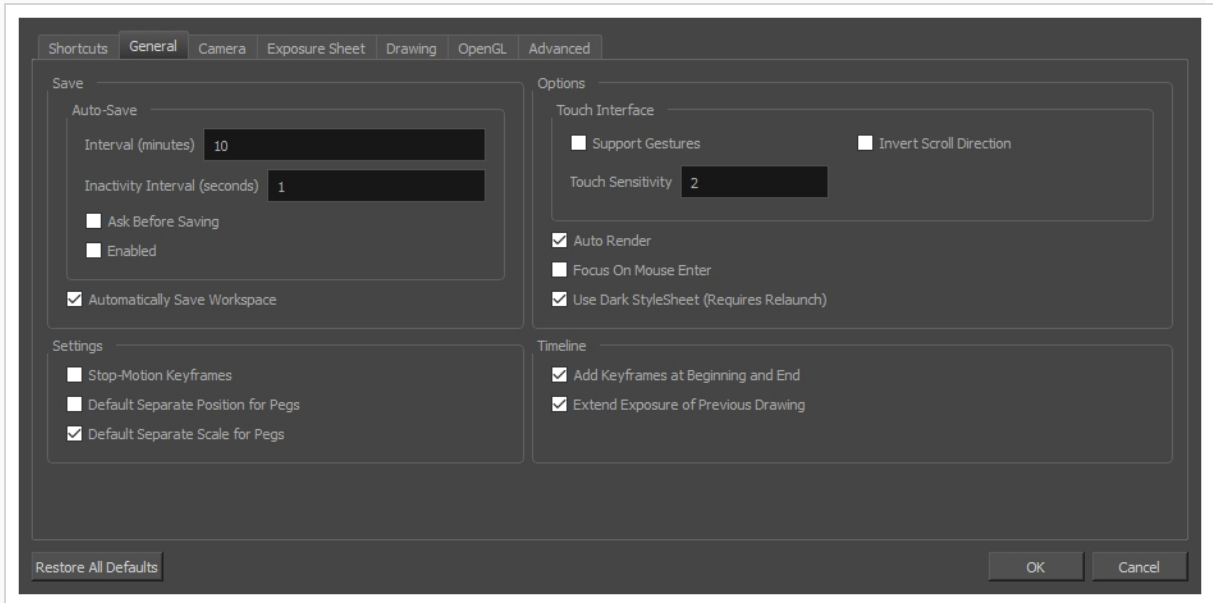 Shortcuts General Camera Exposure Sheet Drawing OpenGL Advanced
Save
Auto-Save
Interval (minutes) 10
Inactivity Interval (seconds) 1
Ask Before Saving
Enabled
Automatically Save Workspace
Options
Touch Interface
Support Gestures Invert Scroll Direction
Touch Sensitivity 2
Auto Render
Focus On Mouse Enter
Use Dark StyleSheet (Requires Relaunch)
Settings
Stop-Motion Keyframes
Default Separate Position for Pegs
Default Separate Scale for Pegs
Timeline
Add Keyframes at Beginning and End
Extend Exposure of Previous Drawing
Restore All Defaults OK Cancel